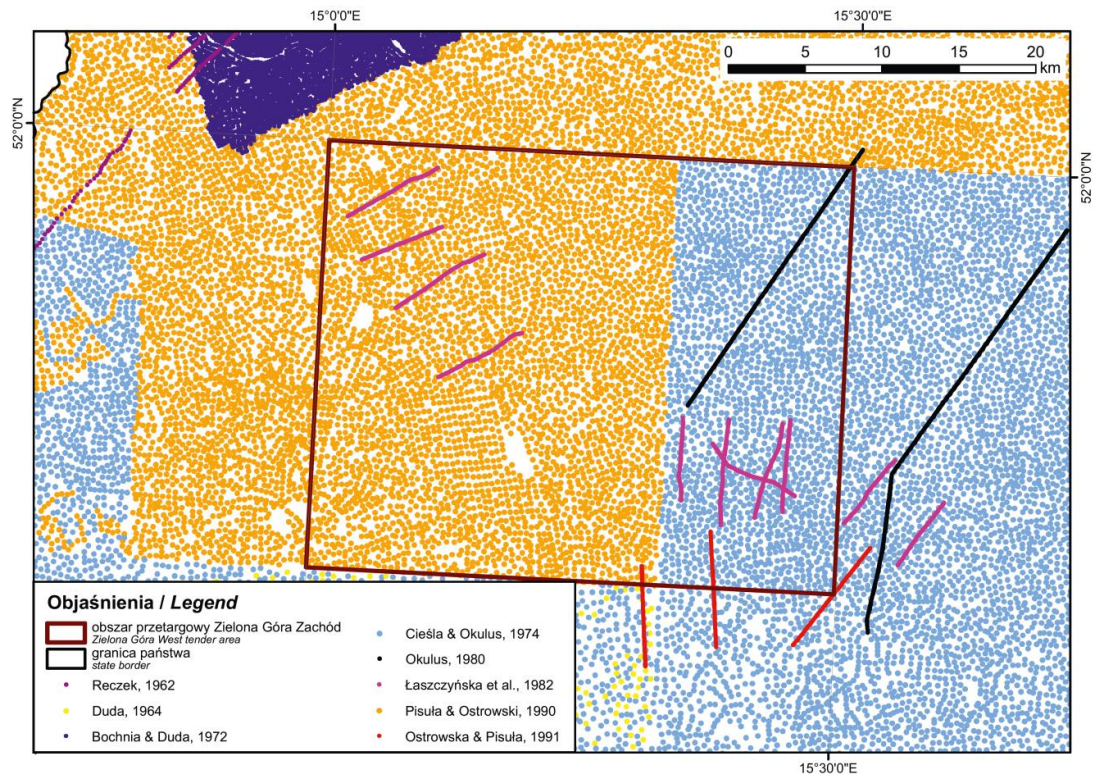 15°0'0"E
15°30'0"E
0 5 10 15 20
km
52°0'0"N
52°0'0"N
Objaśnienia / Legend
obszar przetargowy Zielona Góra Zachód
Zielona Góra West tender area
granica państwa
state border
Reczek, 1962
Duda, 1964
Bochnia & Duda, 1972
Cieśla & Okulus, 1974
Okulus, 1980
Łaszczyńska et al., 1982
Pisuła & Ostrowski, 1990
Ostrowska & Pisuła, 1991
15°30'0"E